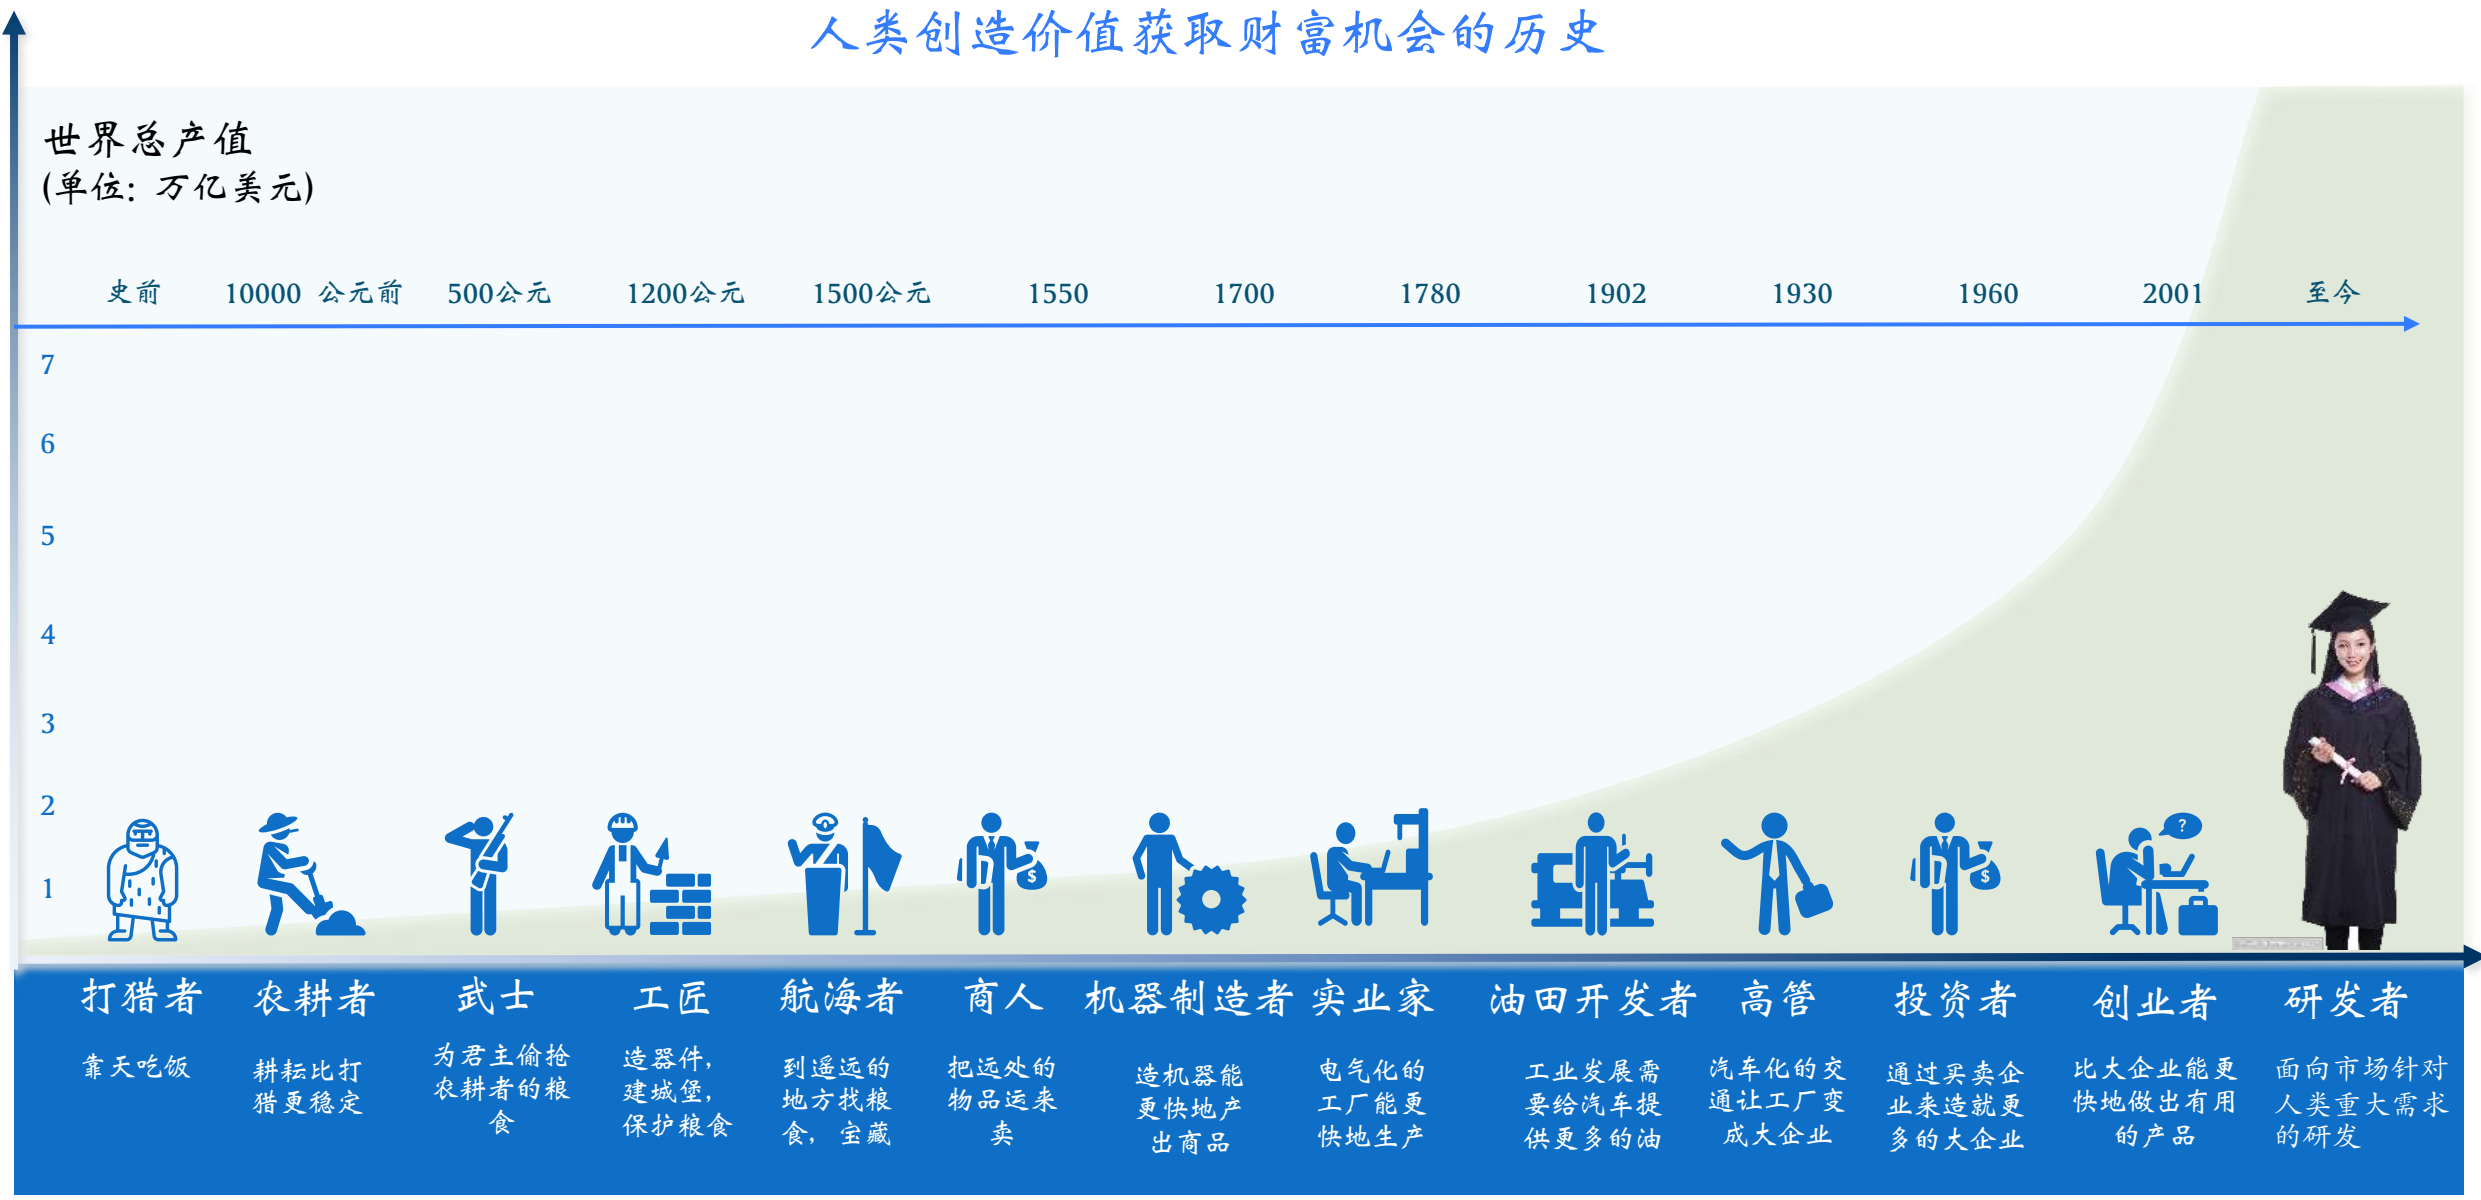 人类创造价值获取财富机会的历史
世界总产值
(单位: 万亿美元)
史前 10000 公元前 500公元 1200公元 1500公元 1550 1700 1780 1902 1930 1960 2001 至今
7
6
5
4
3
2
1
打猎者 农耕者 武士 工匠 航海者 商人 机器制造者 实业家 油田开发者 高管 投资者 创业者 研发者
靠天吃饭
耕耘比打
猎更稳定
为君主偷抢
农耕者的粮
食
造器件,
建城堡,
保护粮食
到遥远的
地方找粮
食, 宝藏
把远处的
物品运来
卖
造机器能
更快地产
出商品
电气化的
工厂能更
快地生产
工业发展需
要给汽车提
供更多的油
汽车化的交
通让工厂变
成大企业
通过买卖企
业来造就更
多的大企业
比大企业能更
快地做出有用
的产品
面向市场针对
人类重大需求
的研发